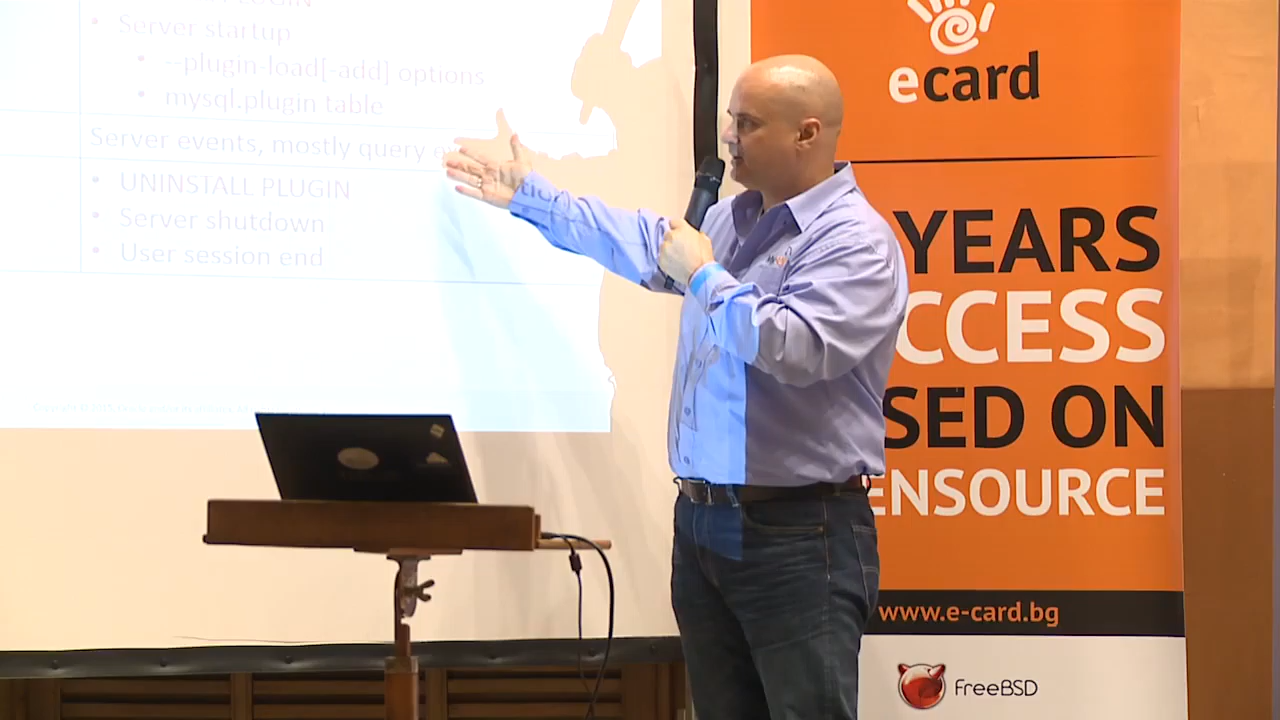 PLUGIN
• Server startup
• --plugin-load[-add] options
• mysql.plugin table
Server events, mostly query
• UNINSTALL PLUGIN
• Server shutdown
• User session end
ecard
YEARS
CCESS
SED ON
ENSOURCE
www.e-card.bg
FreeBSD